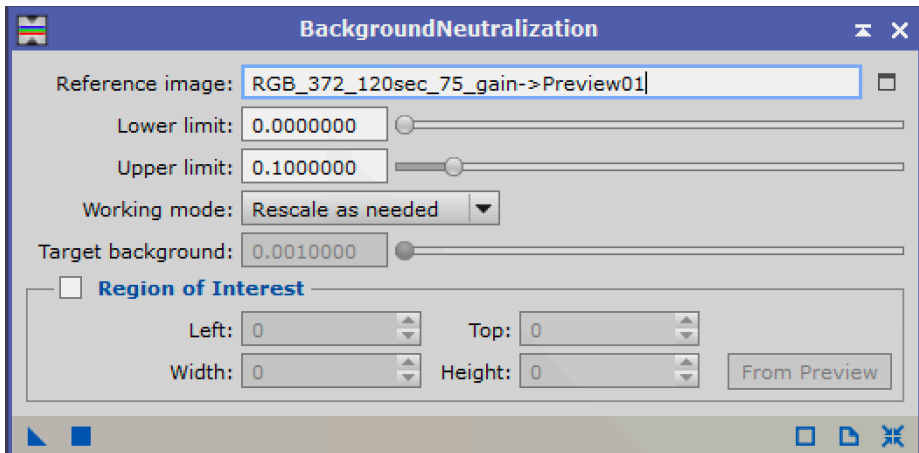 BackgroundNeutralization
Reference image: RGB_372_120sec_75_gain->Preview01
Lower limit: 0.0000000
Upper limit: 0.1000000
Working mode: Rescale as needed
Target background: 0.0010000
Region of Interest
Left: 0 Top: 0
Width: 0 Height: 0 From Preview